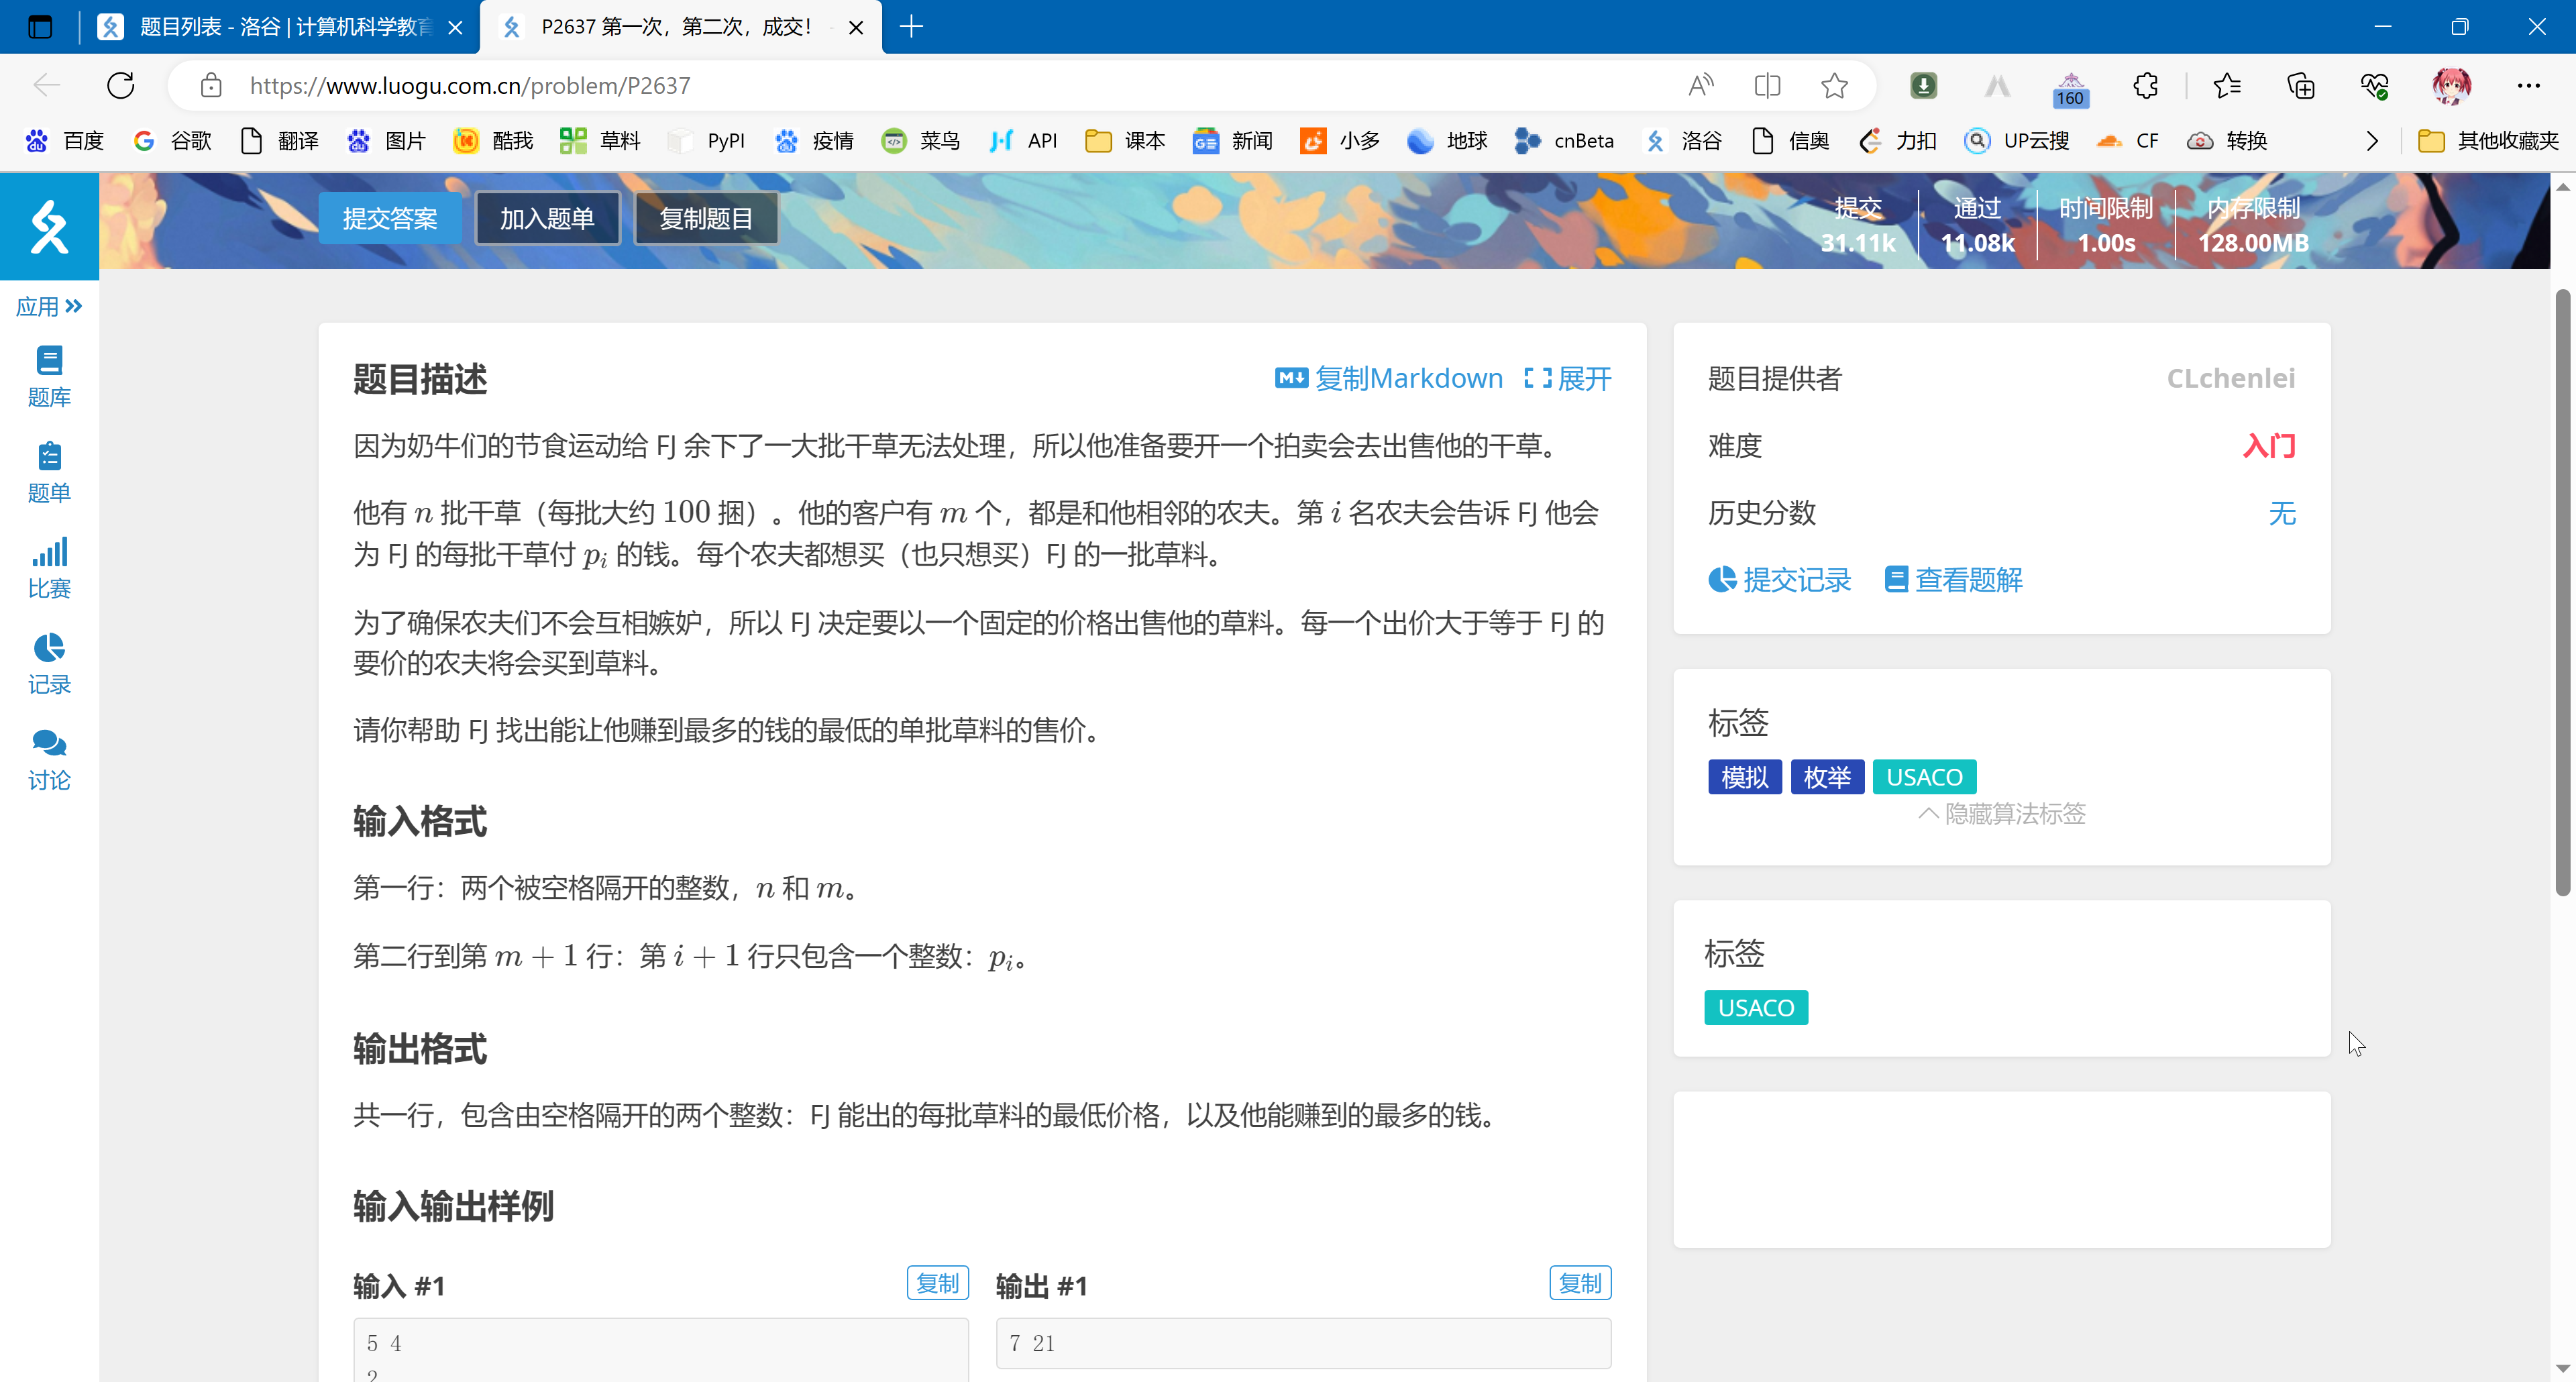 题目列表 - 洛谷 | 计算机科学教育
P2637 第一次，第二次，成交！
https://www.luogu.com.cn/problem/P2637
160
百度
谷歌
翻译
图片
酷我
草料
PyPI
疫情
菜鸟
API
课本
新闻
小多
地球
cnBeta
洛谷
信奥
力扣
UP云搜
CF
转换
其他收藏夹
提交答案
加入题单
复制题目
提交
31.11k
通过
11.08k
时间限制
1.00s
内存限制
128.00MB
应用
题库
题单
比赛
记录
讨论
题目描述
复制Markdown
展开
因为奶牛们的节食运动给 FJ 余下了一大批干草无法处理，所以他准备要开一个拍卖会去出售他的干草。
他有 n 批干草（每批大约 100 捆）。他的客户有 m 个，都是和他相邻的农夫。第 i 名农夫会告诉 FJ 他会
为 FJ 的每批干草付 p_i 的钱。每个农夫都想买（也只想买）FJ 的一批草料。
为了确保农夫们不会互相嫉妒，所以 FJ 决定要以一个固定的价格出售他的草料。每一个出价大于等于 FJ 的
要价的农夫将会买到草料。
请你帮助 FJ 找出能让他赚到最多的钱的最低的单批草料的售价。
输入格式
第一行：两个被空格隔开的整数，n 和 m。
第二行到第 m + 1 行：第 i + 1 行只包含一个整数：p_i。
输出格式
共一行，包含由空格隔开的两个整数：FJ 能出的每批草料的最低价格，以及他能赚到的最多的钱。
输入输出样例
输入 #1
复制
5 4
2
输出 #1
复制
7 21
题目提供者
CLchenlei
难度
入门
历史分数
无
提交记录
查看题解
标签
模拟
枚举
USACO
隐藏算法标签
标签
USACO